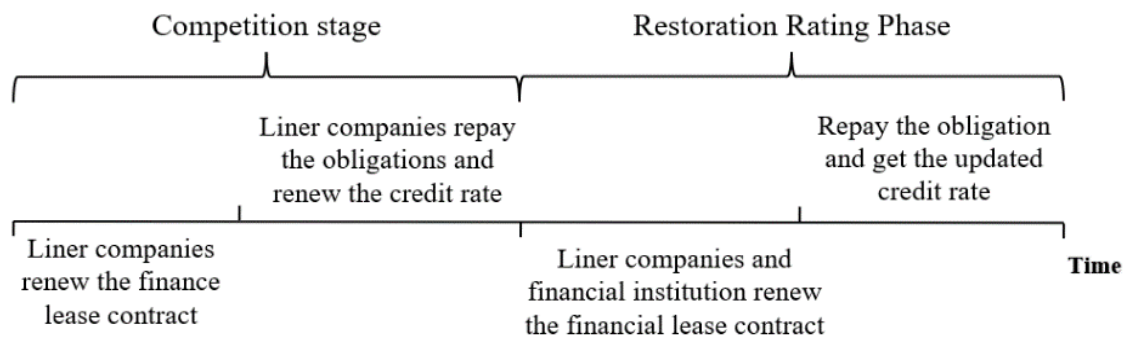 Competition stage
Restoration Rating Phase
Liner companies repay
the obligations and
renew the credit rate
Repay the obligation
and get the updated
credit rate
Liner companies
renew the finance
lease contract
Liner companies and
financial institution renew
the financial lease contract
Time